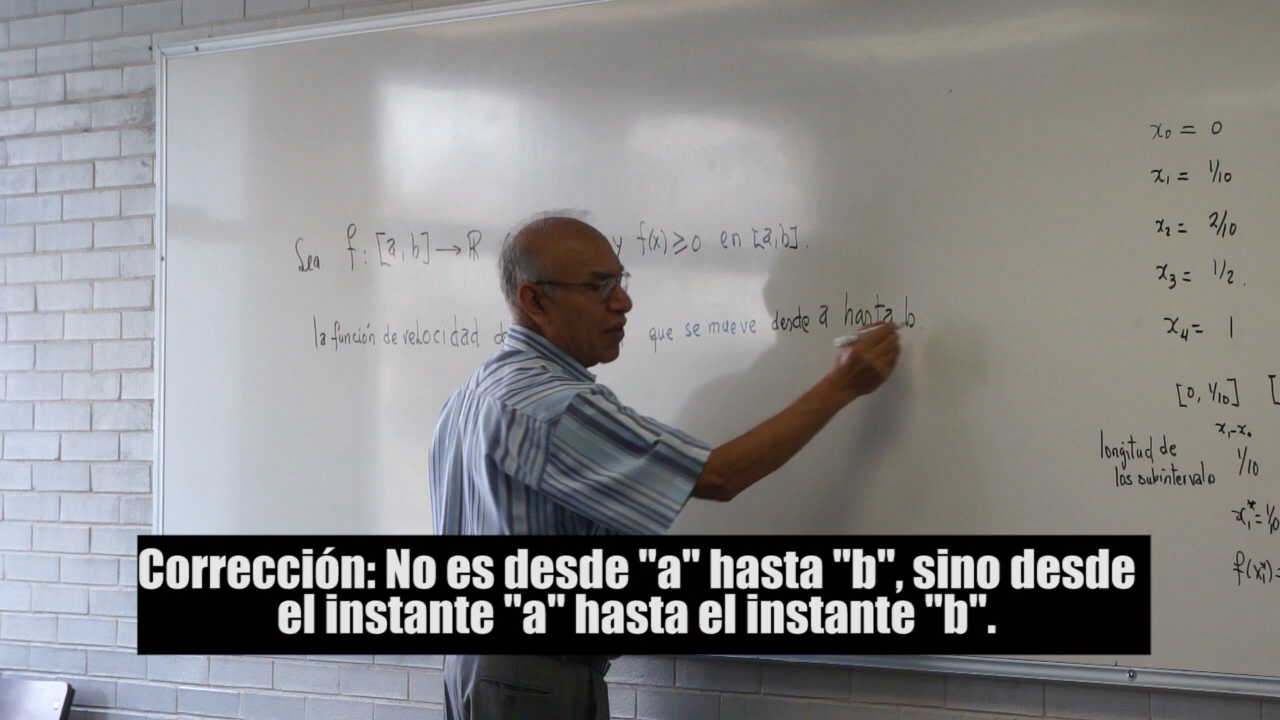 Sea f : [a, b] → R y f(x) ⩾ 0 en [a, b].
la función de velocidad que se mueve desde a hasta b.
x₀ = 0
x₁ = 1/10
x₂ = 2/10
x₃ = 1/2.
x₄ = 1
[0, 1/10] [
x₁-x₀
longitud de
los subintervalo 1/10
x₁* = 1/10
f(x₁*) =
Corrección: No es desde "a" hasta "b", sino desde
el instante "a" hasta el instante "b".